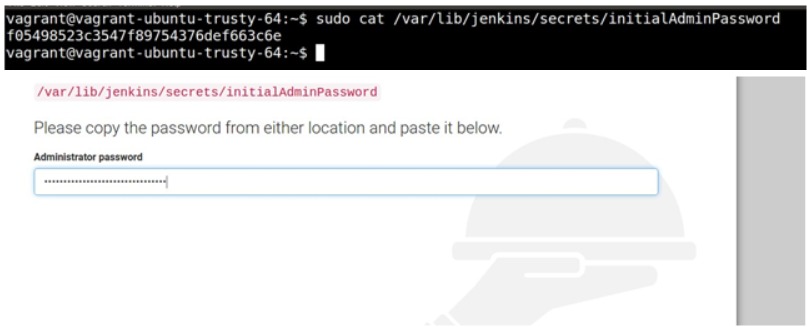 vagrant@vagrant-ubuntu-trusty-64:~$ sudo cat /var/lib/jenkins/secrets/initialAdminPassword
f05498523c3547f89754376def663c6e
vagrant@vagrant-ubuntu-trusty-64:~$
/var/lib/jenkins/secrets/initialAdminPassword
Please copy the password from either location and paste it below.
Administrator password